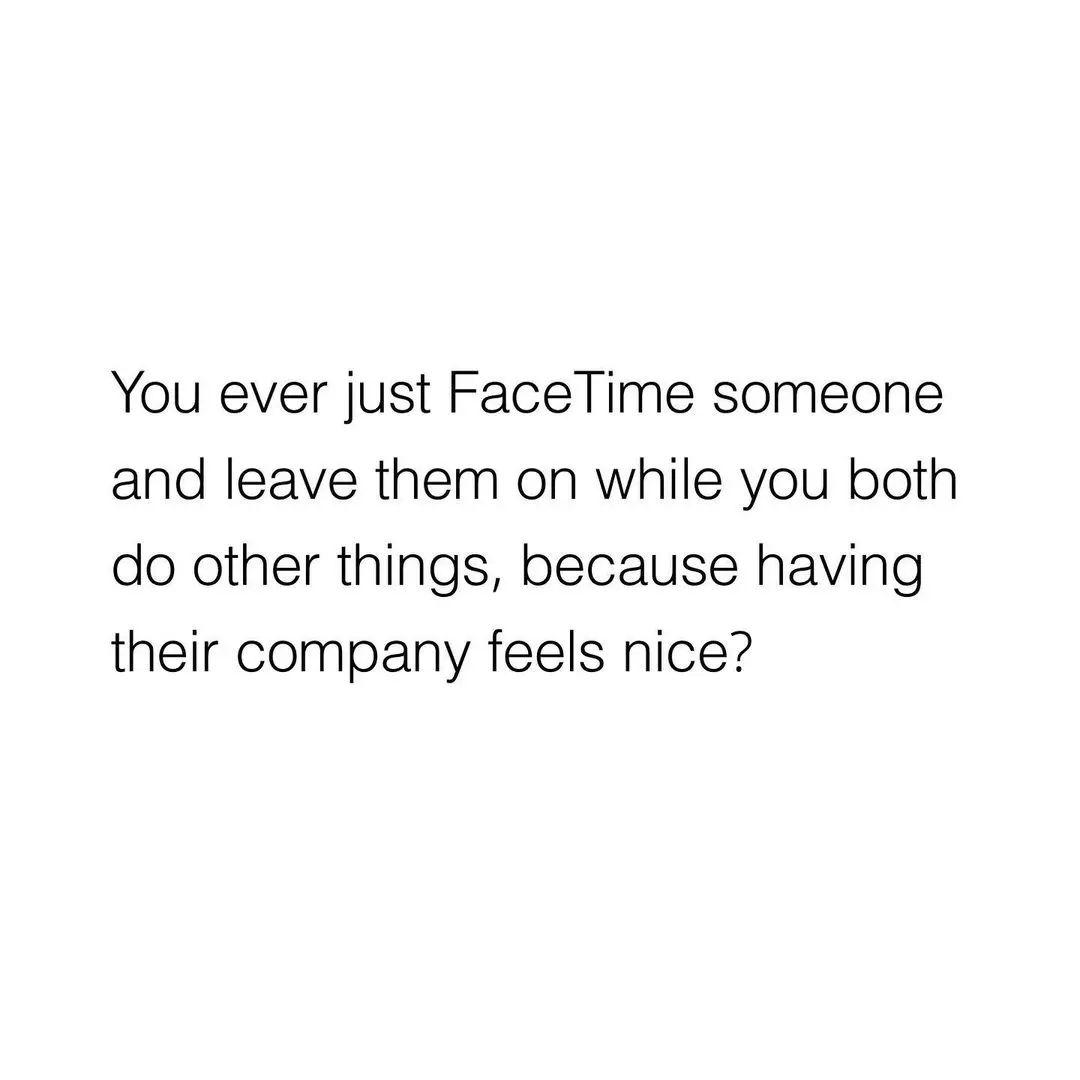 You ever just FaceTime someone
and leave them on while you both
do other things, because having
their company feels nice?